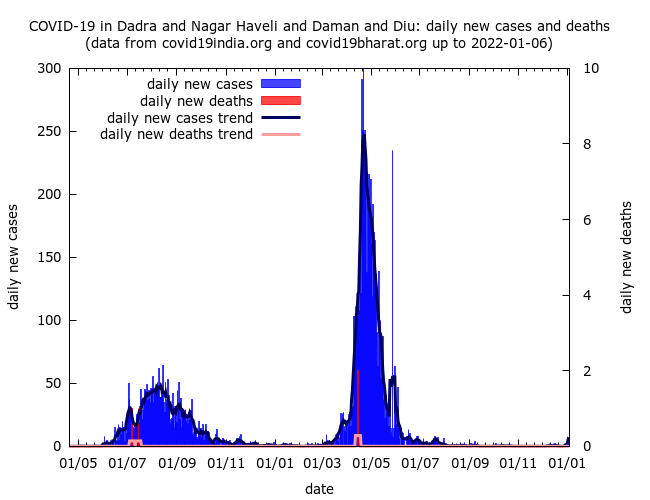 COVID-19 in Dadra and Nagar Haveli and Daman and Diu: daily new cases and deaths
(data from covid19india.org and covid19bharat.org up to 2022-01-06)
daily new cases
daily new deaths
daily new cases trend
daily new deaths trend
300
250
200
150
100
50
0
10
8
6
4
2
0
daily new cases
daily new deaths
01/05 01/07 01/09 01/11 01/01 01/03 01/05 01/07 01/09 01/11 01/01
date